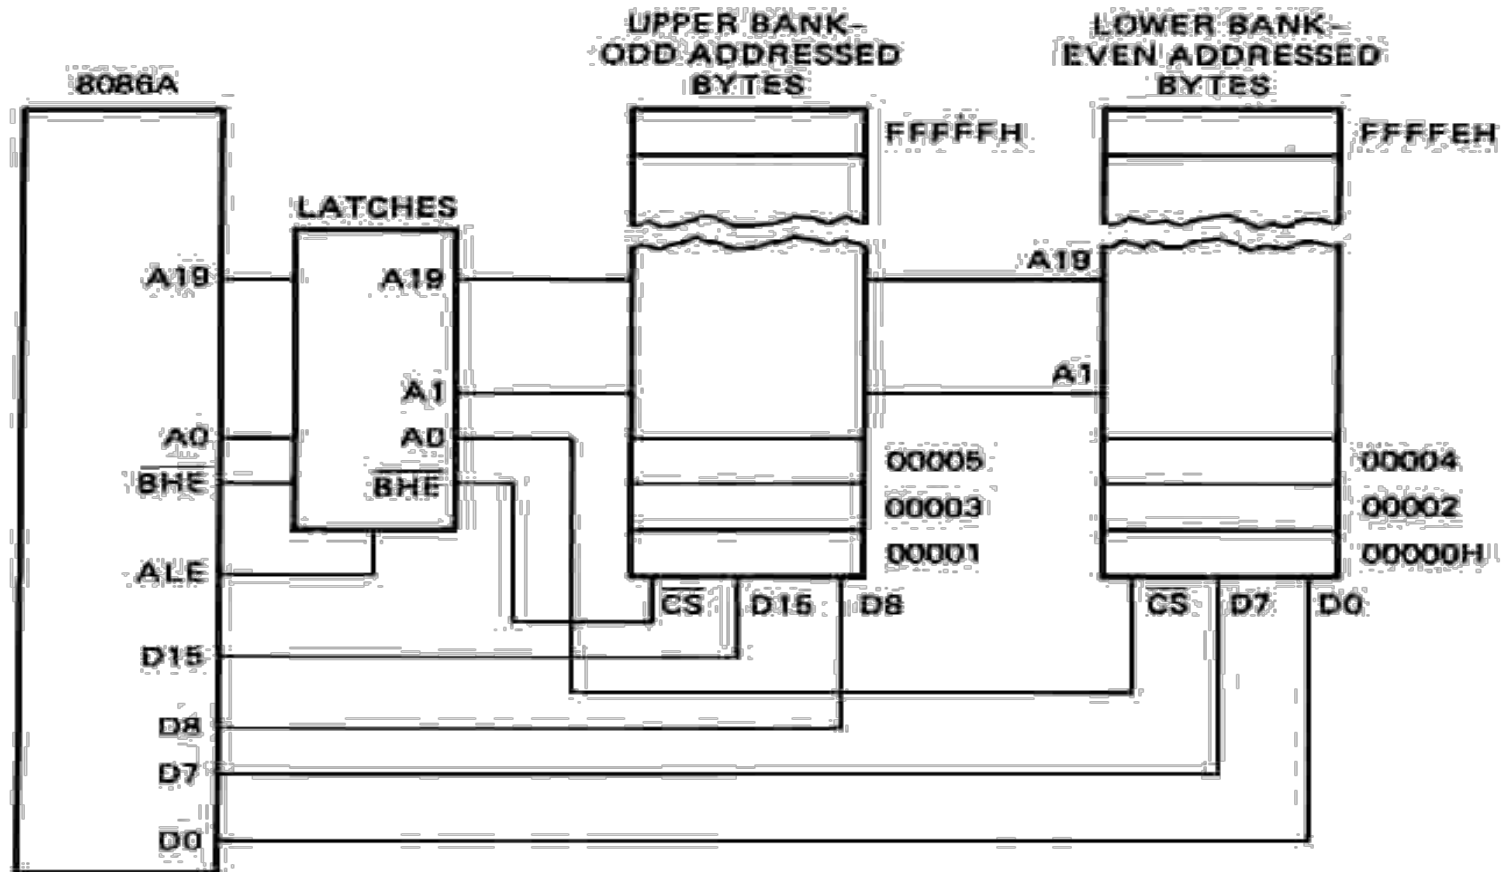 UPPER BANK–
ODD ADDRESSED
BYTES
LOWER BANK–
EVEN ADDRESSED
BYTES
8086A
FFFFFH
FFFFEH
LATCHES
A19
A19
A19
A1
A1
A0
A0
BHE
BHE
00005
00004
00003
00002
00001
00000H
ALE
CS
D15
D8
CS
D7
D0
D15
D8
D7
D0